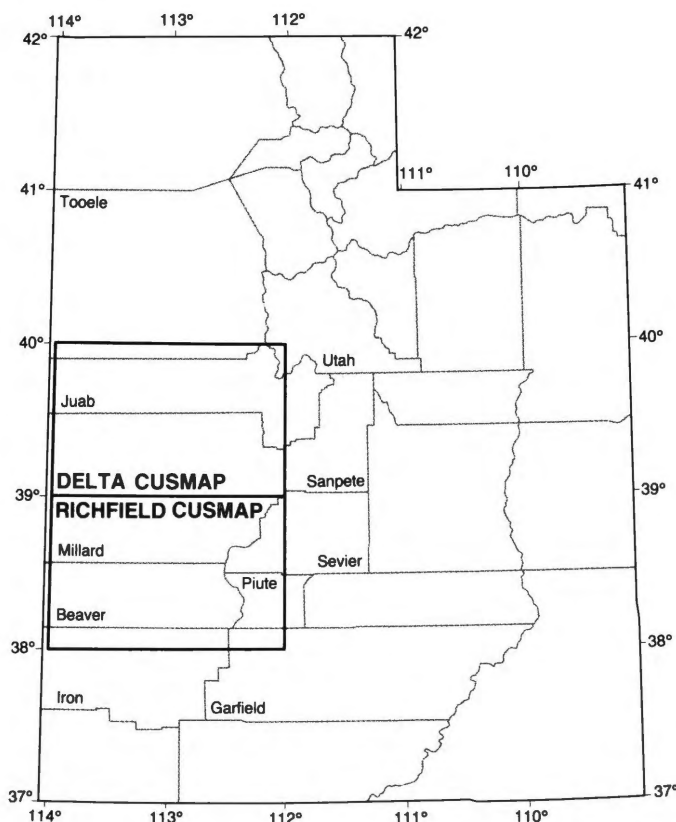 114° 113° 112°
42° 42°
111° 110°
41° 41°
Tooele
40° 40°
Utah
Juab
DELTA CUSMAP
Sanpete
39° 39°
RICHFIELD CUSMAP
Millard
Sevier
Piute
Beaver
38° 38°
Iron
Garfield
37° 37°
114° 113° 112° 111° 110°